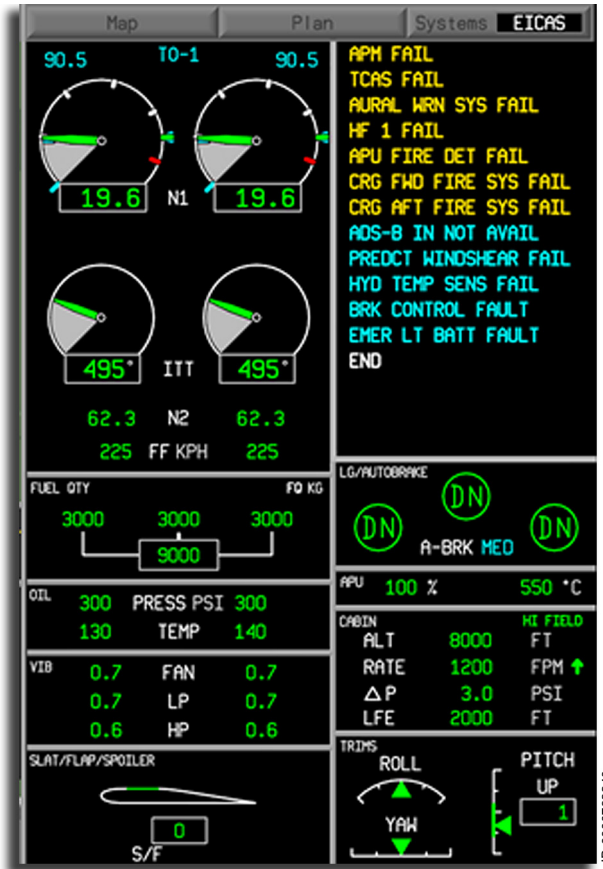 Map Plan Systems EICAS
90.5 TO-1 90.5
19.6 N1 19.6
495° ITT 495°
62.3 N2 62.3
225 FF KPH 225
APM FAIL
TCAS FAIL
AURAL WRN SYS FAIL
HF 1 FAIL
APU FIRE DET FAIL
CRG FWD FIRE SYS FAIL
CRG AFT FIRE SYS FAIL
ADS-B IN NOT AVAIL
PREDCT WINDSHEAR FAIL
HYD TEMP SENS FAIL
BRK CONTROL FAULT
EMER LT BATT FAULT
END
FUEL QTY FQ KG
3000 3000 3000
9000
LG/AUTOBRAKE
DN
DN DN
A-BRK MED
OIL 300 PRESS PSI 300
130 TEMP 140
APU 100 % 550 °C
VIB 0.7 FAN 0.7
0.7 LP 0.7
0.6 HP 0.6
CABIN HI FIELD
ALT 8000 FT
RATE 1200 FPM
Δ P 3.0 PSI
LFE 2000 FT
SLAT/FLAP/SPOILER
0
S/F
TRIMS
ROLL PITCH
UP
1
YAW